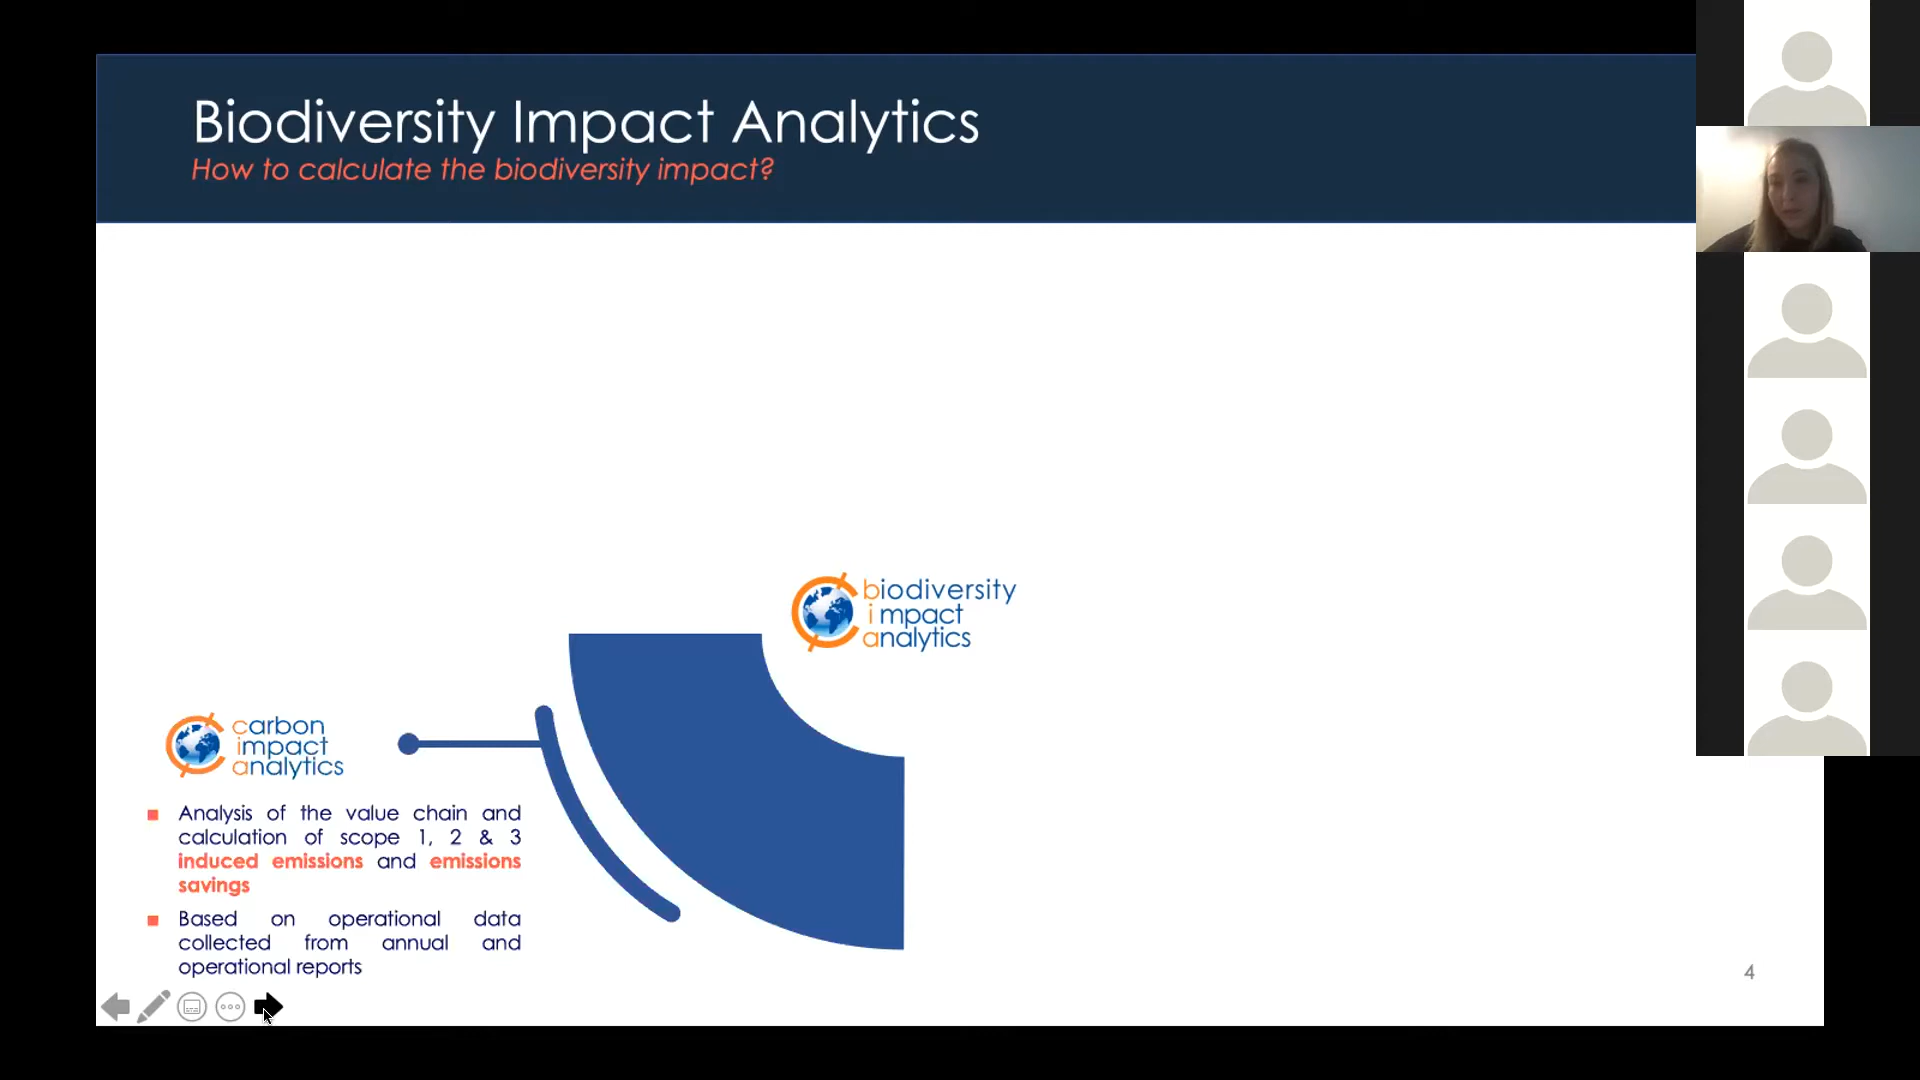 Biodiversity Impact Analytics
How to calculate the biodiversity impact?
biodiversity
impact
analytics
carbon
impact
analytics
Analysis of the value chain and
calculation of scope 1, 2 & 3
induced emissions and emissions
savings
Based on operational data
collected from annual and
operational reports
4